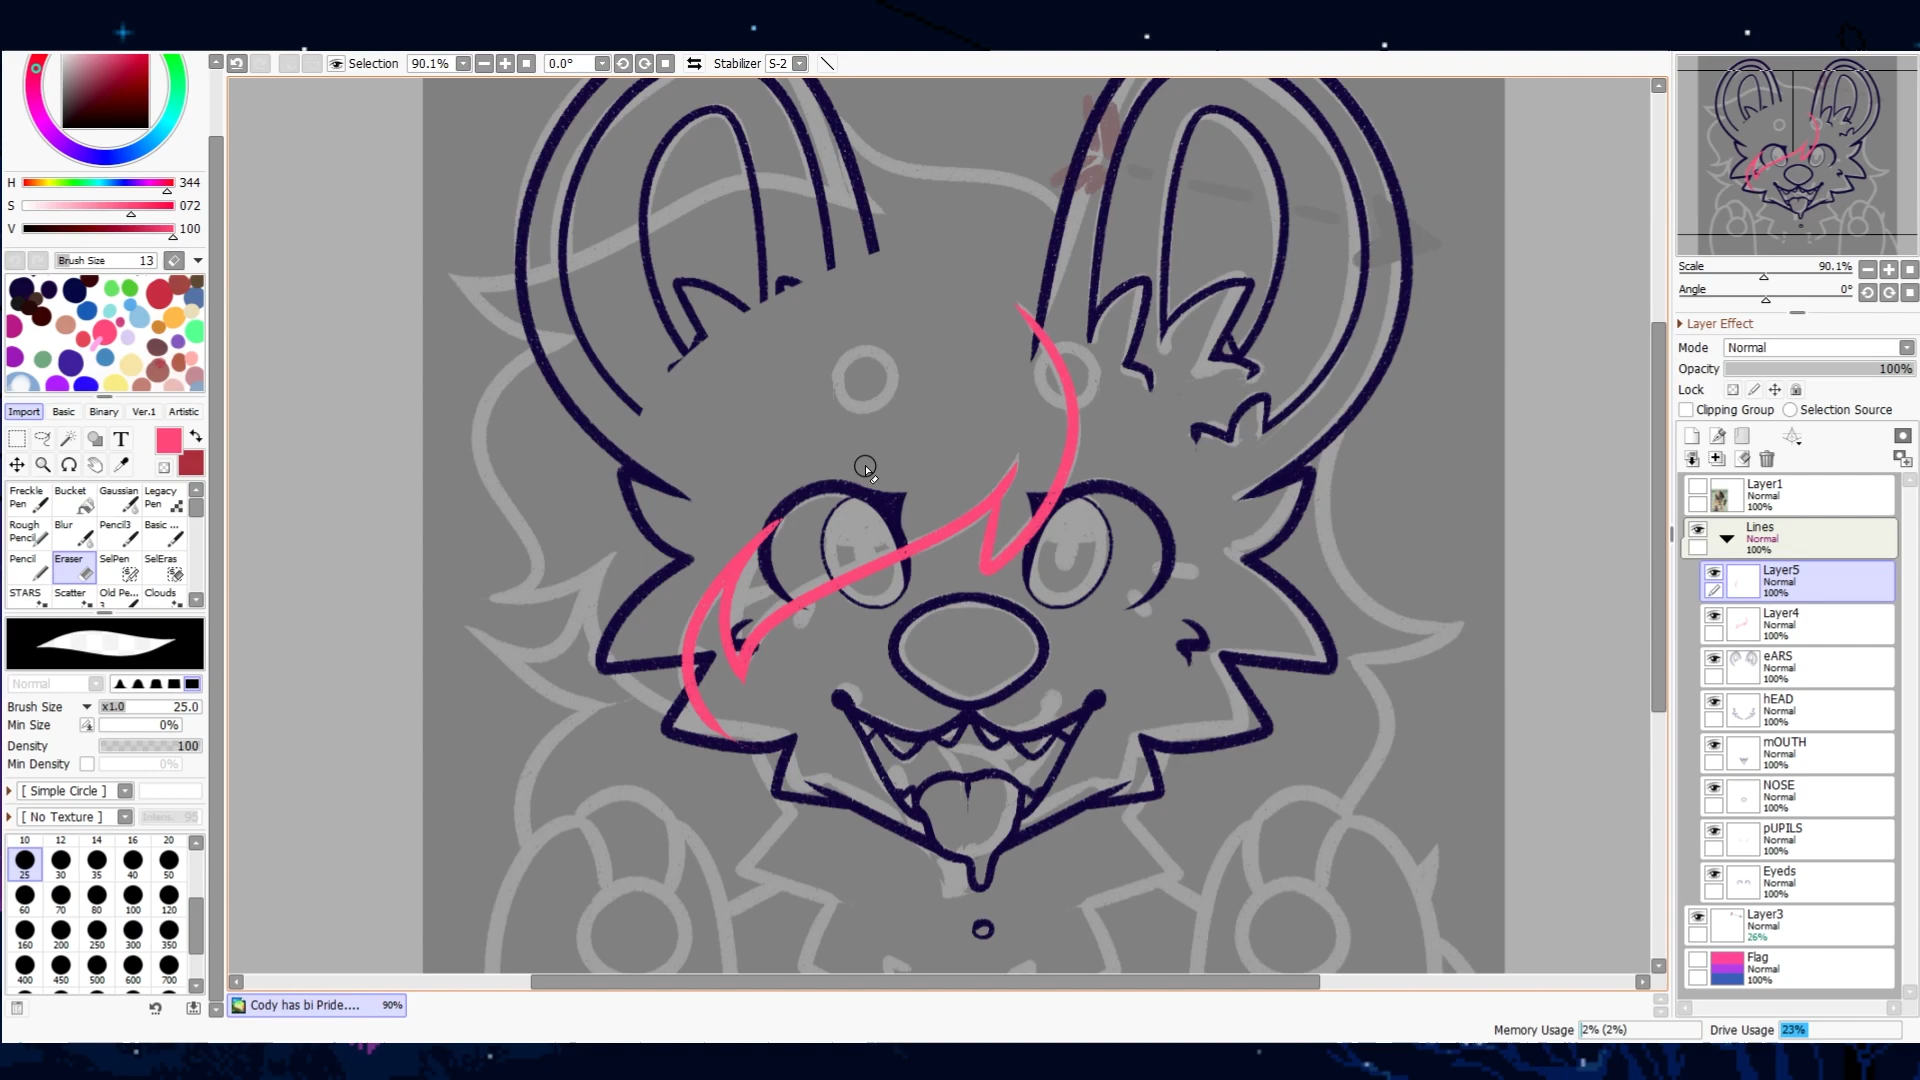 Selection 90.1% 0.0° Stabilizer S-2
H 344
S 072
V 100
Brush Size 13
Import Basic Binary Ver.1 Artistic
T
Freckle Pen Bucket Gaussian Legacy Pen
Rough Pencil Blur Pencil3 Basic ...
Pencil Eraser SelPen SelEras
STARS Scatter Old Pe... 3 Clouds
Normal
Brush Size x1.0 25.0
Min Size 0%
Density 100
Min Density 0%
[ Simple Circle ]
[ No Texture ] Intens. 95
10 12 14 16 20
25 30 35 40 50
60 70 80 100 120
160 200 250 300 350
400 450 500 600 700
Cody has bi Pride.... 90%
Scale 90.1%
Angle 0°
Layer Effect
Mode Normal
Opacity 100%
Lock
Clipping Group Selection Source
Layer1
Normal
100%
Lines
Normal
100%
Layer5
Normal
100%
Layer4
Normal
100%
eARS
Normal
100%
hEAD
Normal
100%
mOUTH
Normal
100%
NOSE
Normal
100%
pUPILS
Normal
100%
Eyeds
Normal
100%
Layer3
Normal
26%
Flag
Normal
100%
Memory Usage 2% (2%) Drive Usage 23%